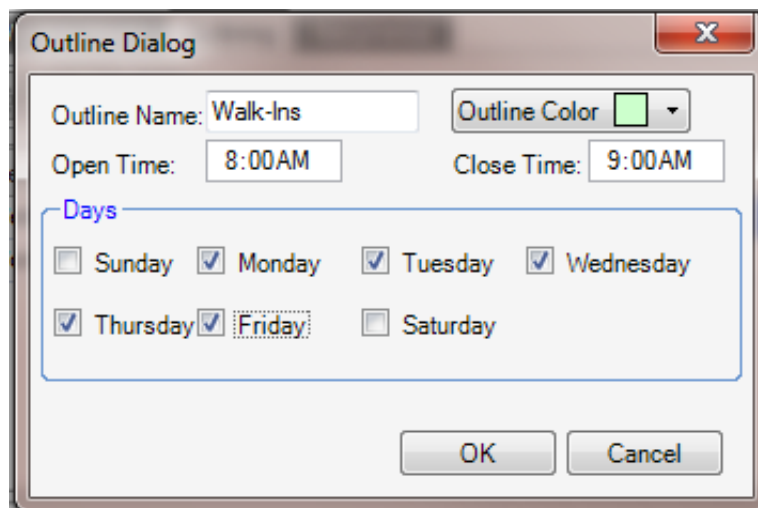 Outline Dialog
Outline Name: Walk-Ins Outline Color
Open Time: 8:00AM Close Time: 9:00AM
Days
Sunday Monday Tuesday Wednesday
Thursday Friday Saturday
OK Cancel